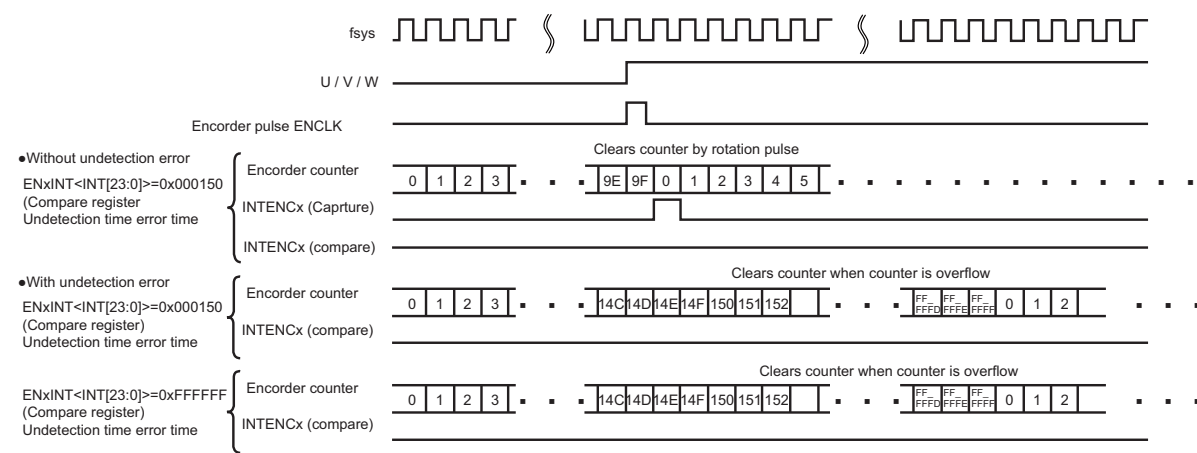 fsys
U / V / W
Encorder pulse ENCLK
Clears counter by rotation pulse
●Without undetection error
ENxINT<INT[23:0]>=0x000150
(Compare register
Undetection time error time
Encorder counter
0 1 2 3 9E 9F 0 1 2 3 4 5
INTENCx (Caprture)
INTENCx (compare)
Clears counter when counter is overflow
●With undetection error
ENxINT<INT[23:0]>=0x000150
(Compare register)
Undetection time error time
Encorder counter
0 1 2 3 14C 14D 14E 14F 150 151 152 FF_FFFD FF_FFFE FF_FFFF 0 1 2
INTENCx (compare)
Clears counter when counter is overflow
ENxINT<INT[23:0]>=0xFFFFFF
(Compare register)
Undetection time error time
Encorder counter
0 1 2 3 14C 14D 14E 14F 150 151 152 FF_FFFD FF_FFFE FF_FFFF 0 1 2
INTENCx (compare)